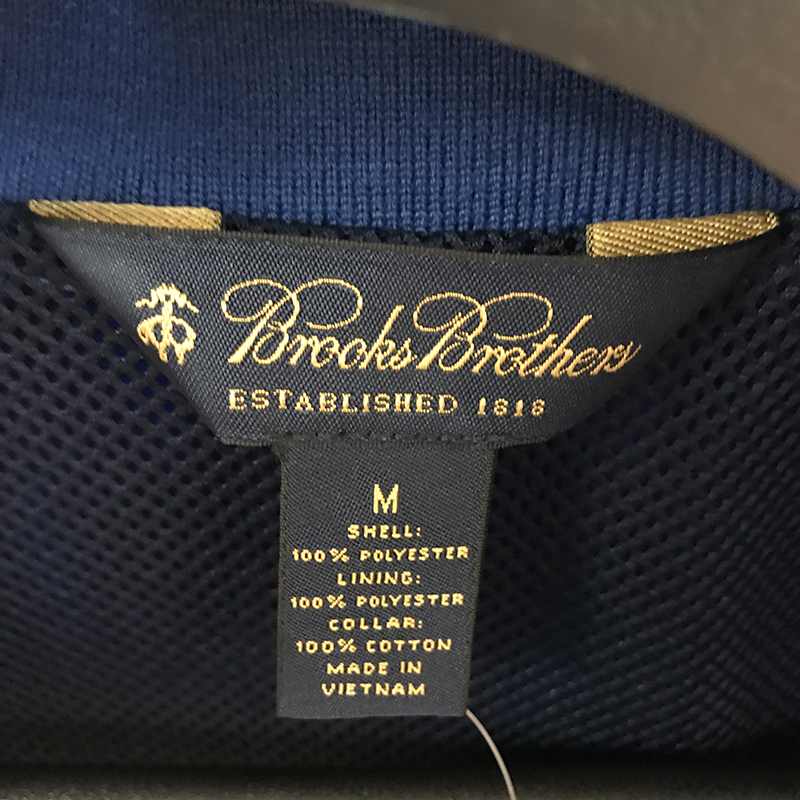 Brooks Brothers
ESTABLISHED 1818
M
SHELL:
100% POLYESTER
LINING:
100% POLYESTER
COLLAR:
100% COTTON
MADE IN
VIETNAM